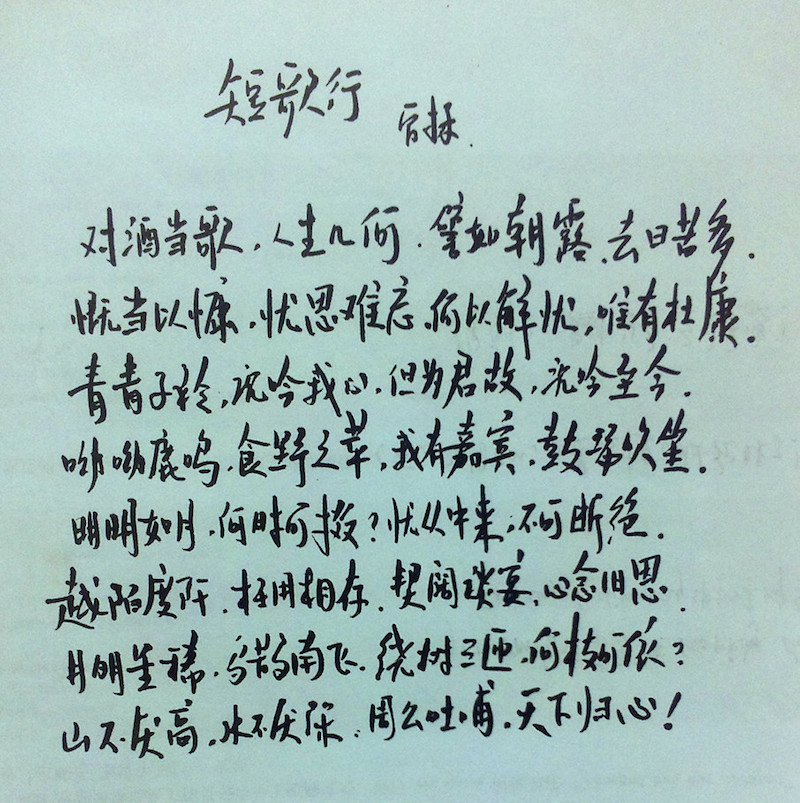 短歌行
曹操.
对酒当歌,人生几何.譬如朝露,去日苦多.
慨当以慷,忧思难忘,何以解忧,唯有杜康.
青青子衿,沉吟我心,但为君故,沉吟至今.
呦呦鹿鸣,食野之苹,我有嘉宾,鼓瑟吹笙.
明明如月,何时可掇?忧从中来,不可断绝.
越陌度阡,枉用相存.契阔谈宴,心念旧恩.
月明星稀,乌鹊南飞.绕树三匝,何枝可依?
山不厌高,水不厌深.周公吐哺,天下归心!